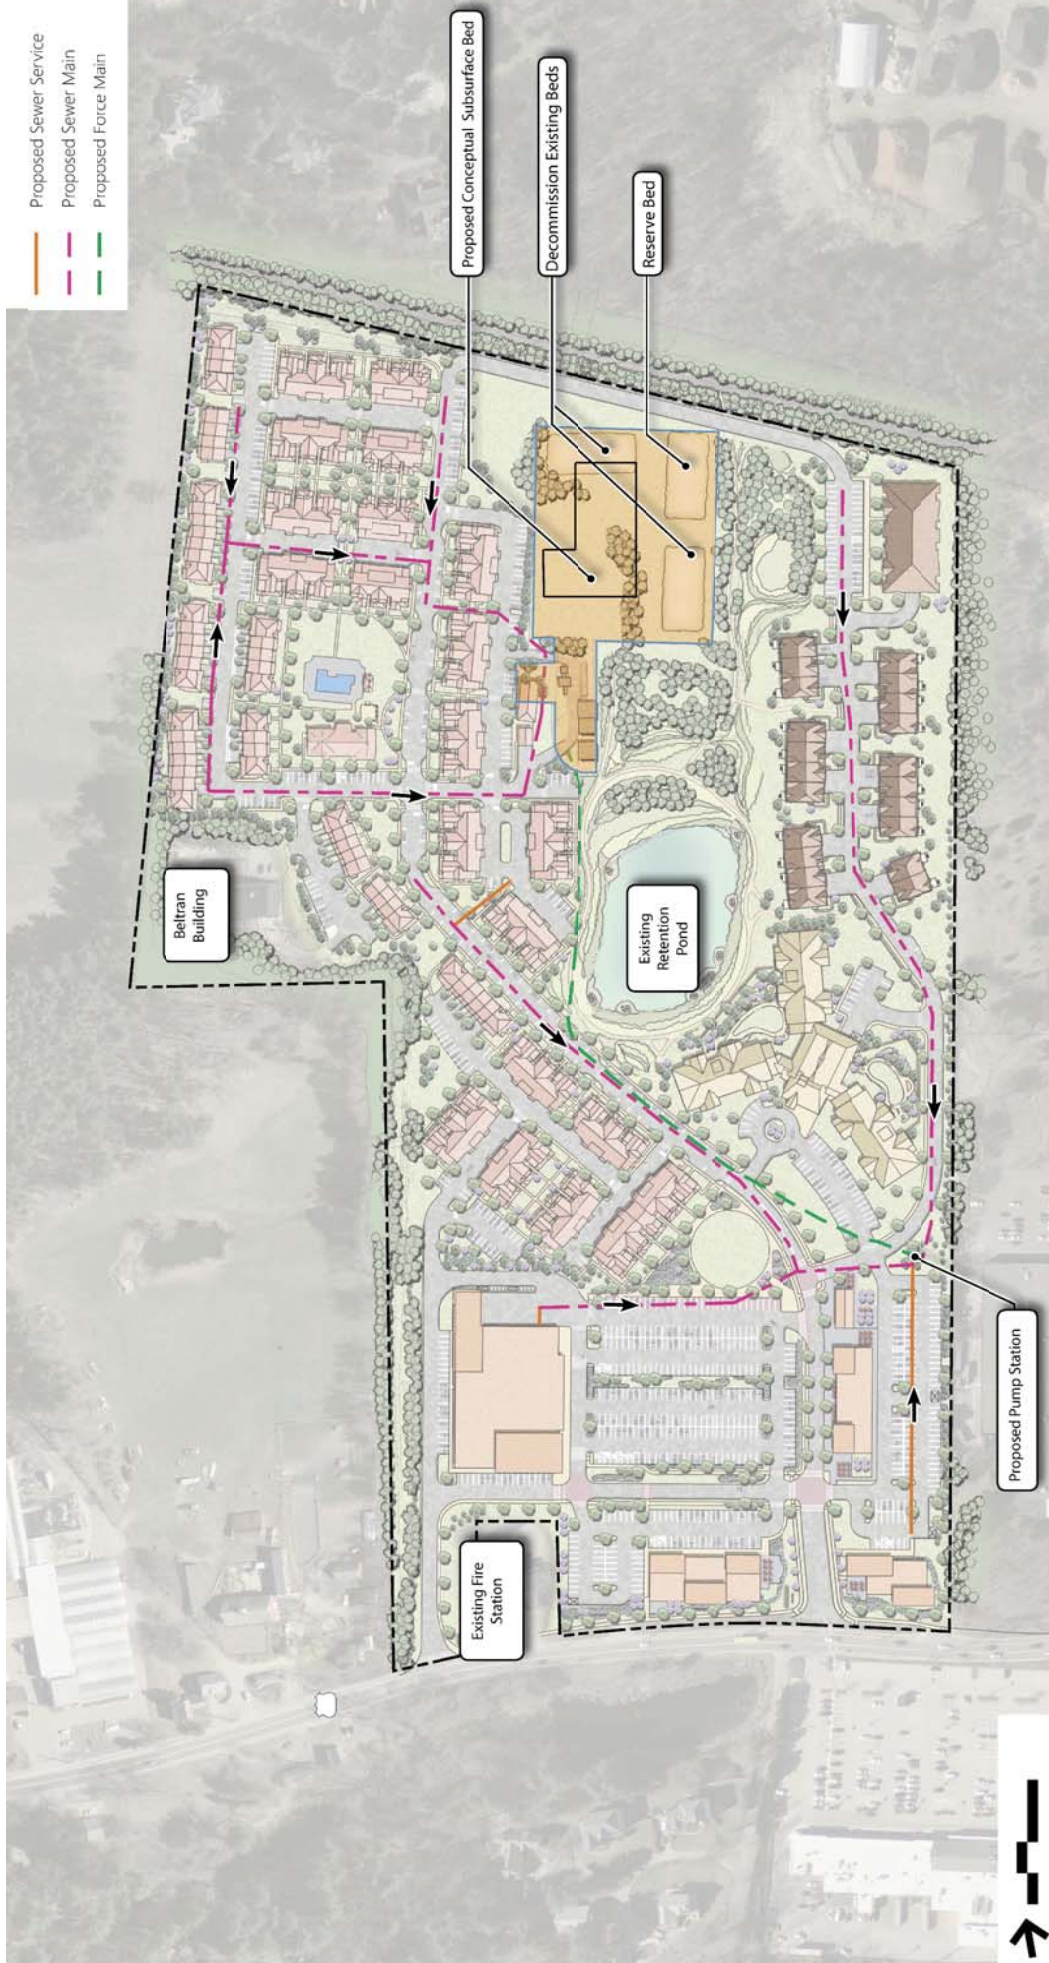 Proposed Sewer Service
Proposed Sewer Main
Proposed Force Main
Proposed Conceptual Subsurface Bed
Decommission Existing Beds
Reserve Bed
Beltran
Building
Existing
Retention
Pond
Existing Fire
Station
Proposed Pump Station